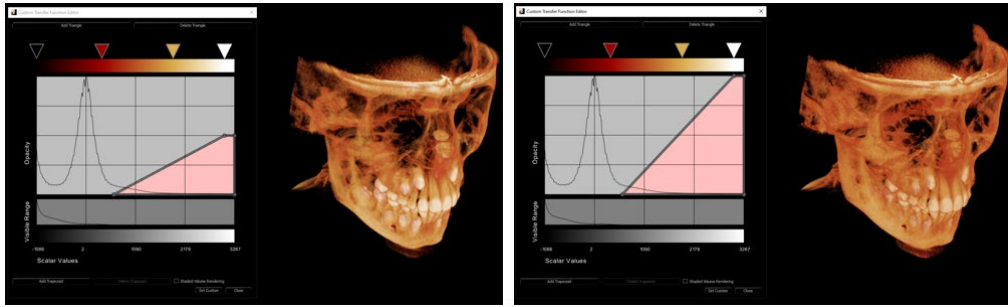 Custom Transfer Function Editor
Add Triangle Delete Triangle
Opacity
Visible Range
-1086 2 1090 2178 3267
Scalar Values
Add Trapezoid Delete Trapezoid Shaded Volume Rendering
Set Custom Close
Custom Transfer Function Editor
Add Triangle Delete Triangle
Opacity
Visible Range
-1086 2 1090 2178 3267
Scalar Values
Add Trapezoid Delete Trapezoid Shaded Volume Rendering
Set Custom Close